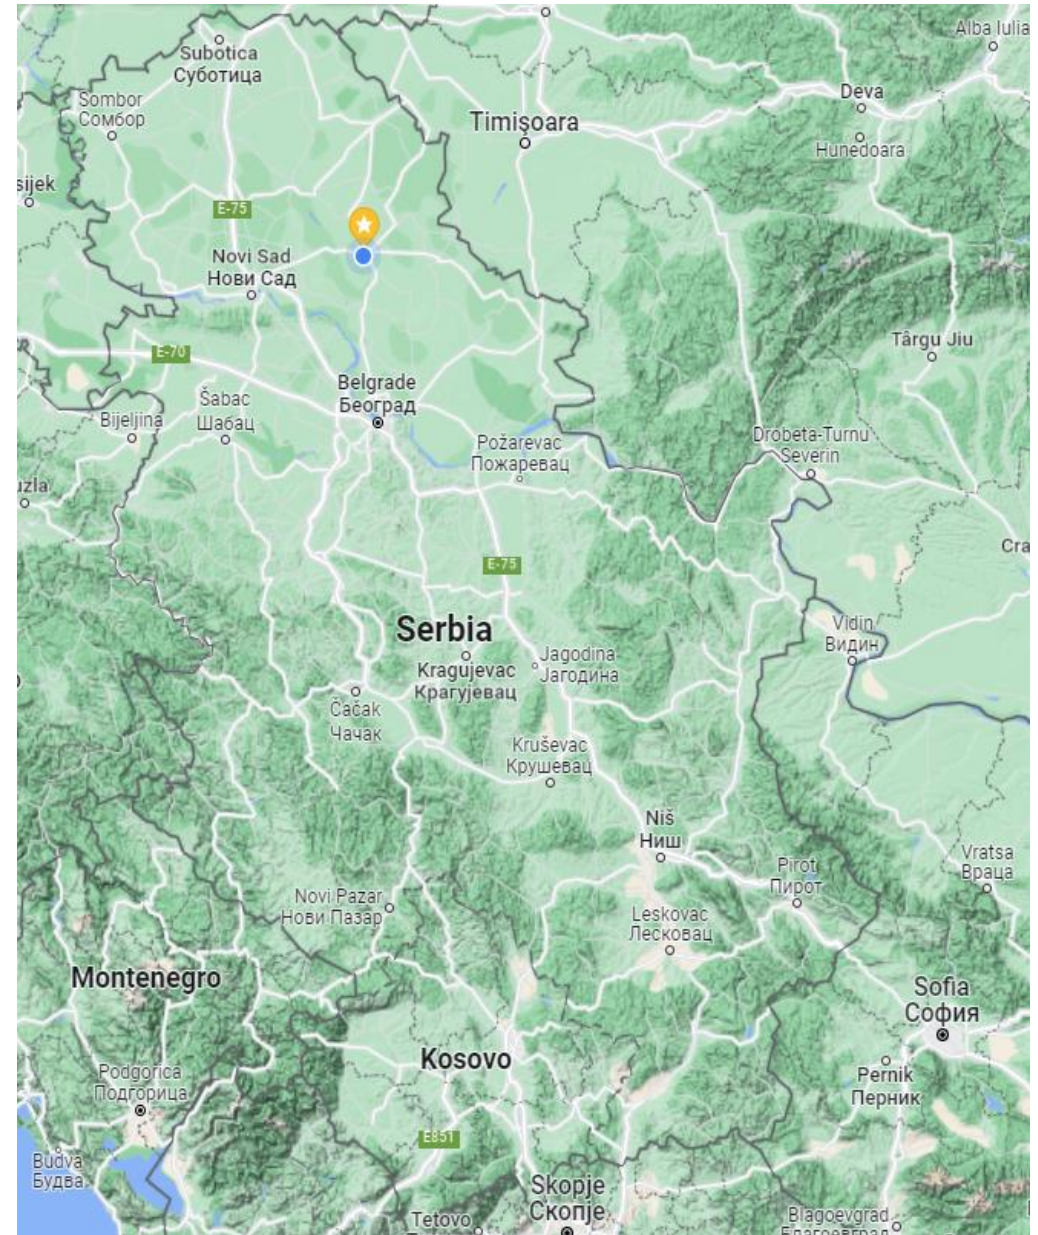 Alba Iulia
Subotica
Суботица
Deva
Sombor
Сомбор
Timișoara
Hunedoara
sijek
E-75
Novi Sad
Нови Сад
Târgu Jiu
E-70
Belgrade
Београд
Šabac
Шабац
Bijeljina
Drobeta-Turnu
Severin
Požarevac
Пожаревац
uzla
Cra
E-75
Serbia
Vidin
Видин
Jagodina
Јагодина
Kragujevac
Крагујевац
Čačak
Чачак
Kruševac
Крушевац
Niš
Ниш
Vratsa
Враца
Pirot
Пирот
Novi Pazar
Нови Пазар
Leskovac
Лесковац
Montenegro
Sofia
София
Kosovo
Podgorica
Подгорица
Pernik
Перник
E851
Budva
Будва
Skopje
Скопје
Tetovo
Blagoevgrad
Благоевград